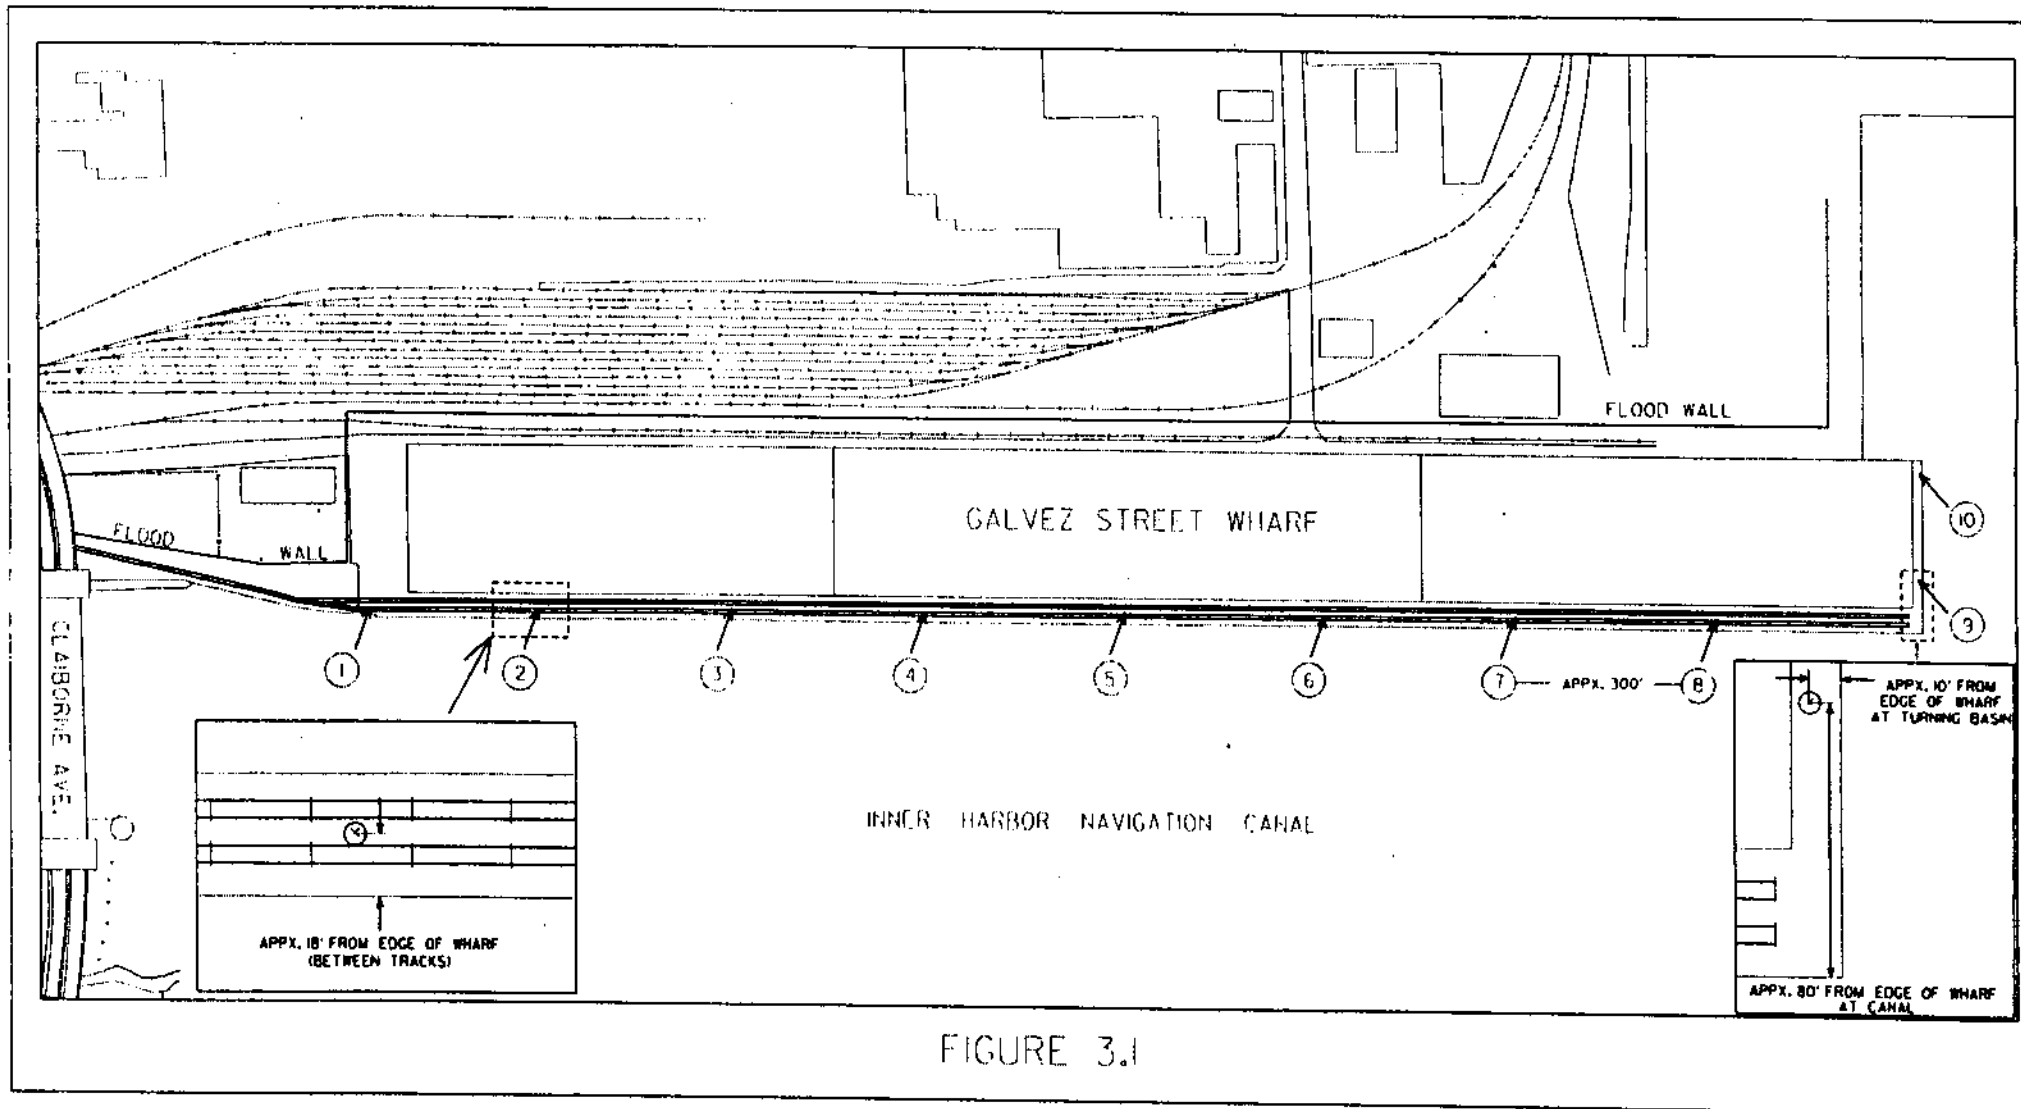 FLOOD WALL
GALVEZ STREET WHARF
10
FLOOD
WALL
9
CLAIBORNE AVE.
1
2
3
4
5
6
7
APPX. 300'
8
APPX. 10' FROM
EDGE OF WHARF
AT TURNING BASIN
INNER HARBOR NAVIGATION CANAL
APPX. 18' FROM EDGE OF WHARF
(BETWEEN TRACKS)
APPX. 80' FROM EDGE OF WHARF
AT CANAL
FIGURE 3.1